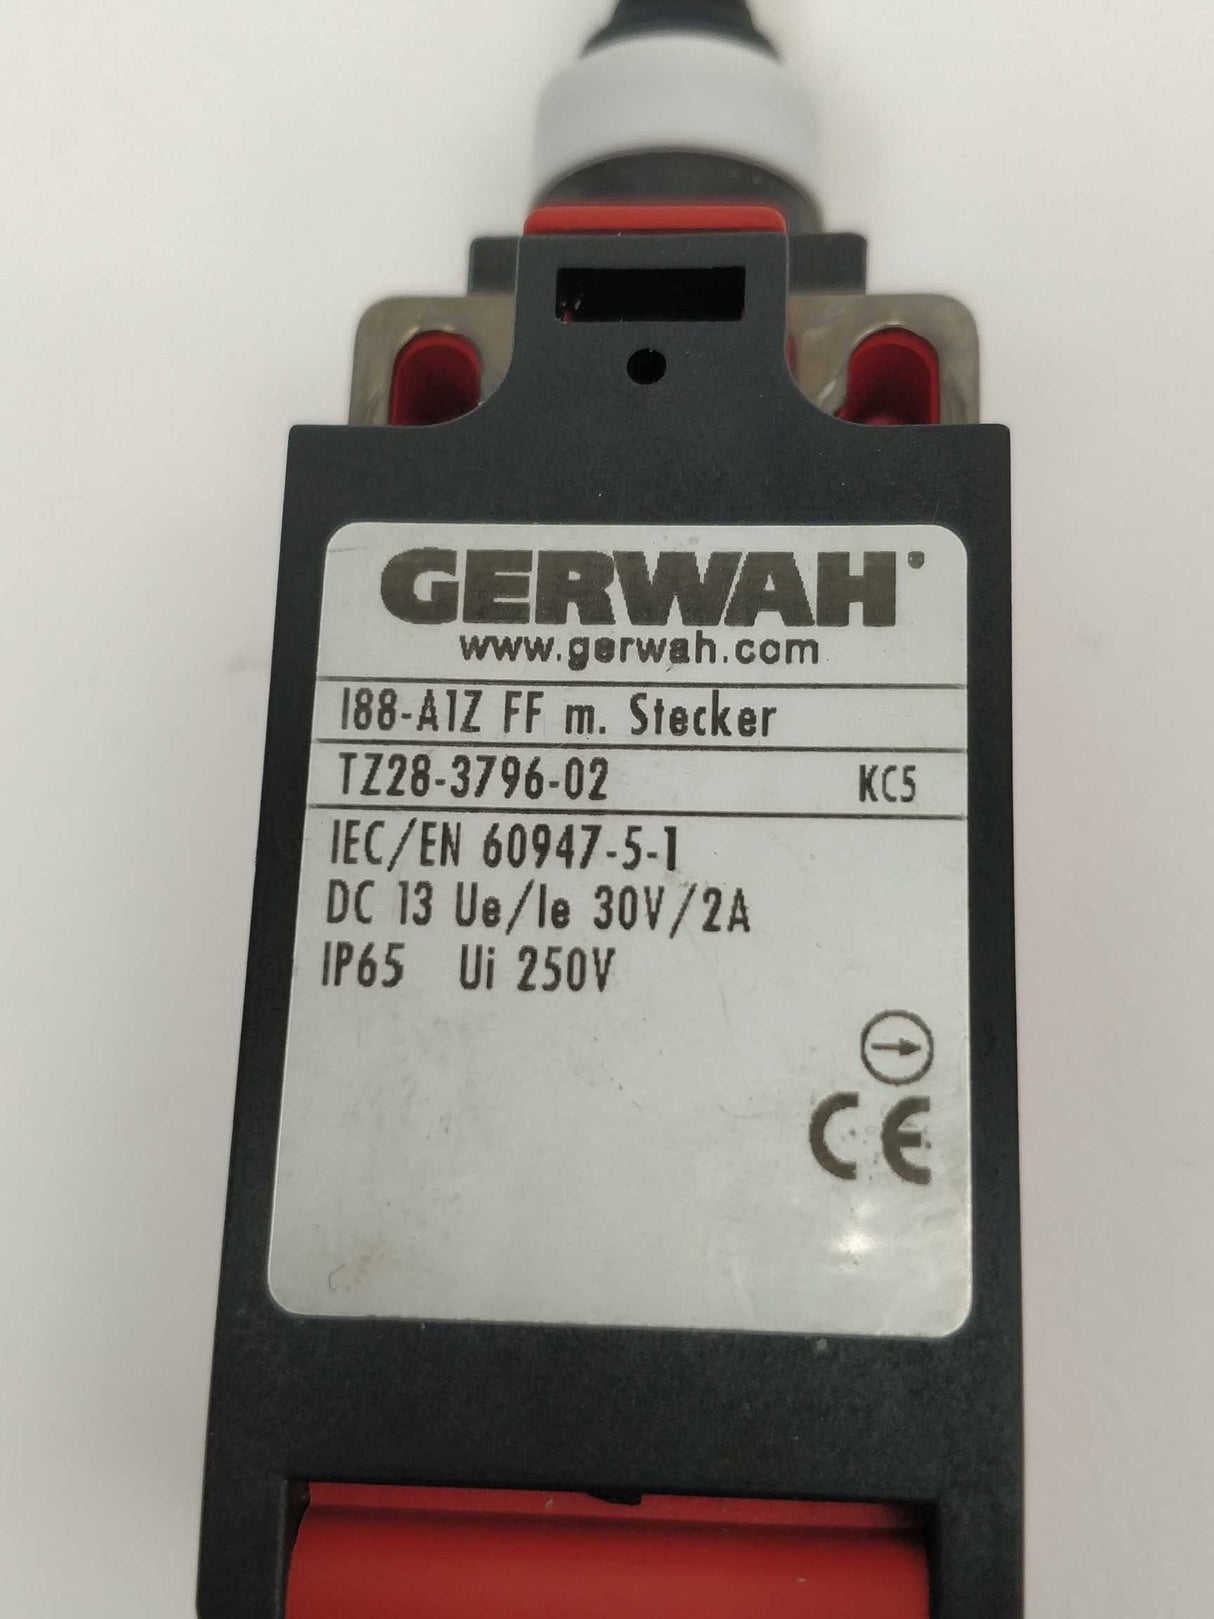 GERWAH®
www.gerwah.com
I88-A1Z FF m. Stecker
TZ28-3796-02 KC5
IEC/EN 60947-5-1
DC 13 Ue/Ie 30V/2A
IP65 Ui 250V
CE